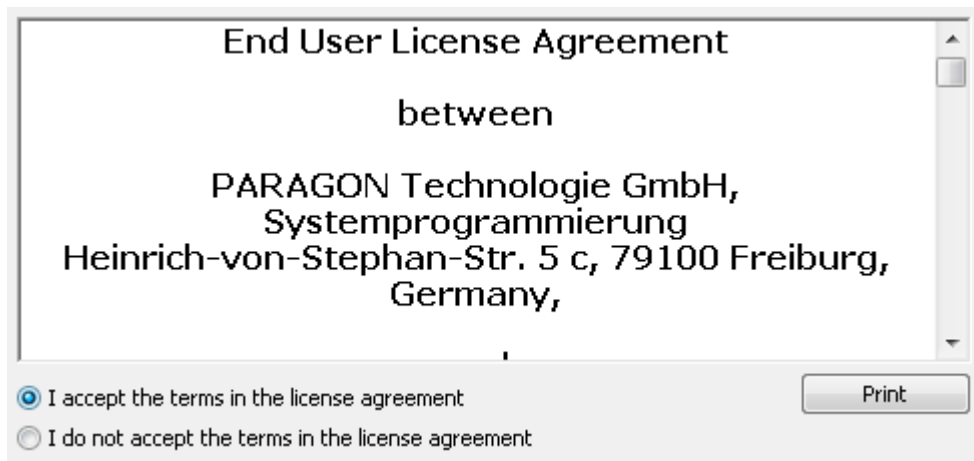 End User License Agreement
between
PARAGON Technologie GmbH,
Systemprogrammierung
Heinrich-von-Stephan-Str. 5 c, 79100 Freiburg,
Germany,
I accept the terms in the license agreement
Print
I do not accept the terms in the license agreement